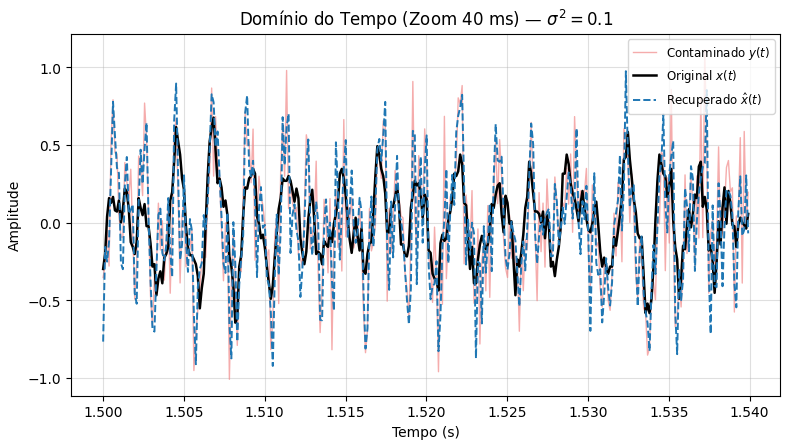 Domínio do Tempo (Zoom 40 ms) — σ² = 0.1
Contaminado y(t)
Original x(t)
Recuperado x̂(t)
Amplitude
1.0
0.5
0.0
−0.5
−1.0
1.500 1.505 1.510 1.515 1.520 1.525 1.530 1.535 1.540
Tempo (s)